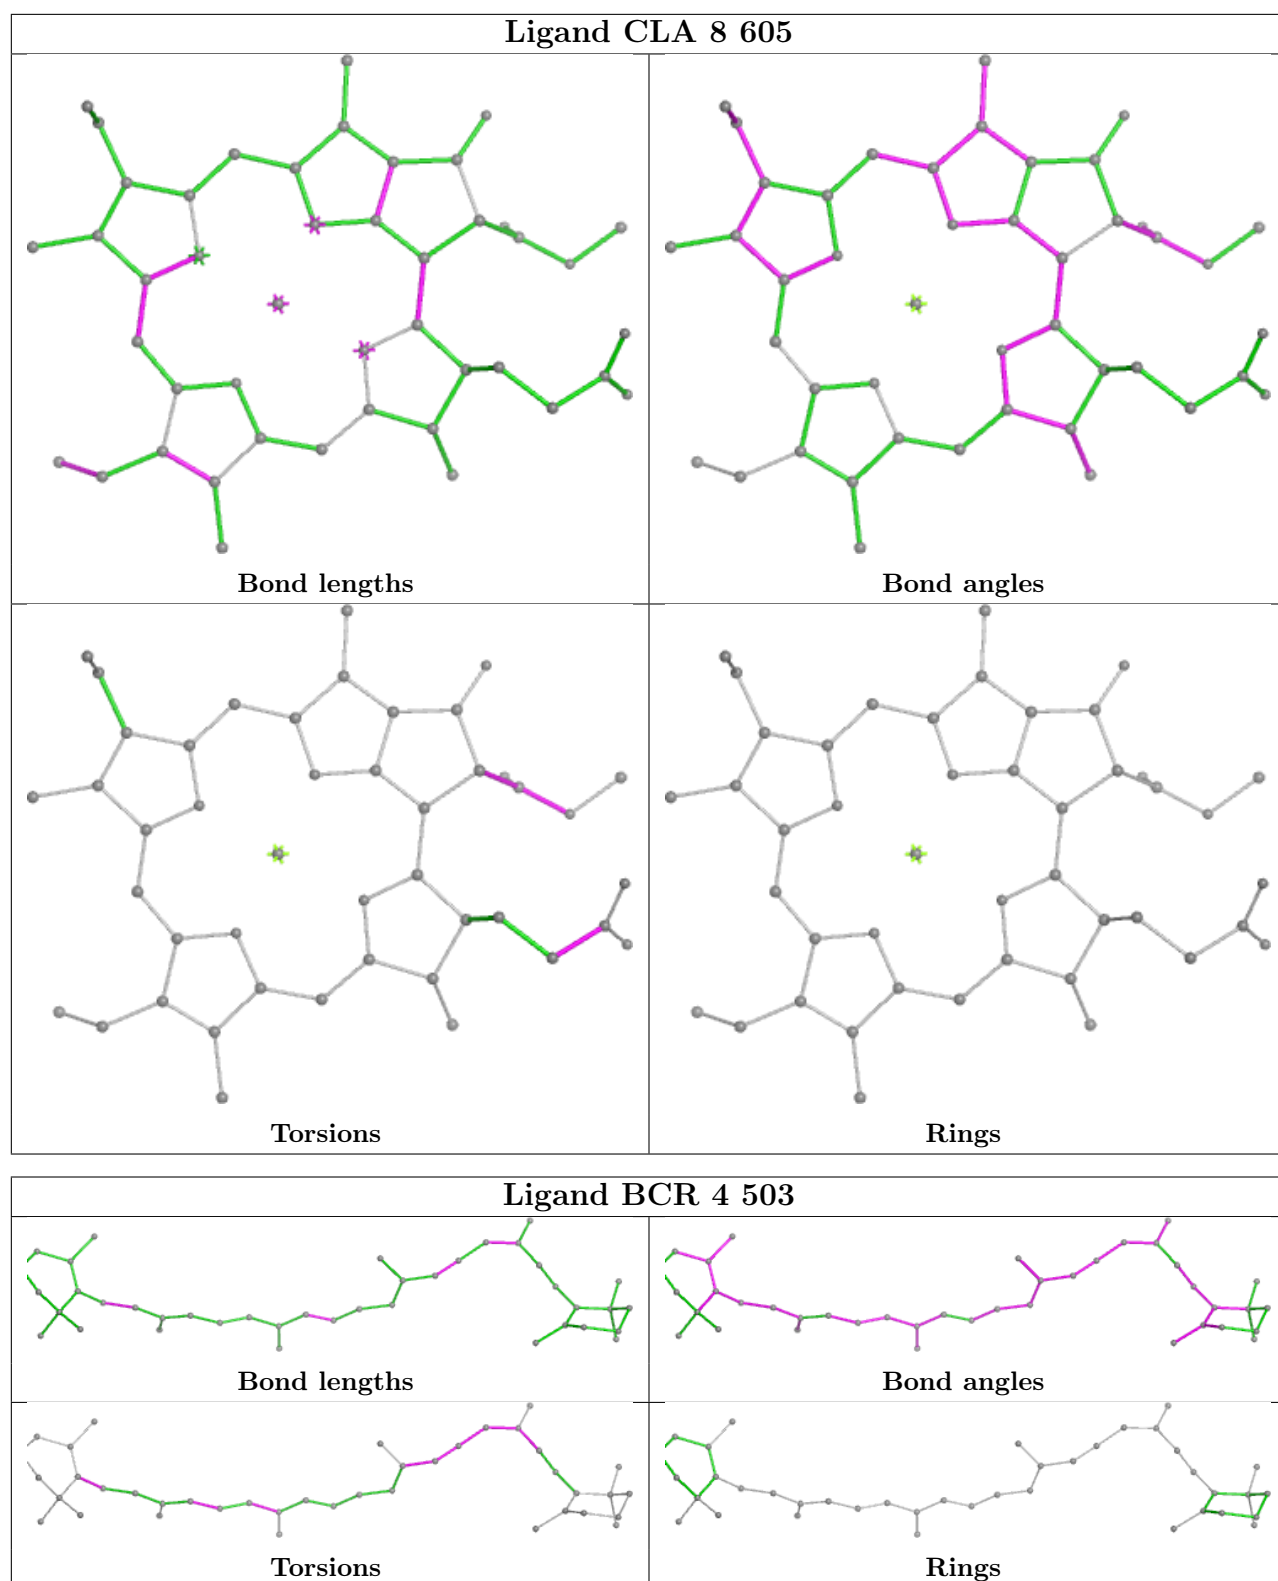 Ligand CLA 8 605
Bond lengths
Bond angles
Torsions
Rings
Ligand BCR 4 503
Bond lengths
Bond angles
Torsions
Rings